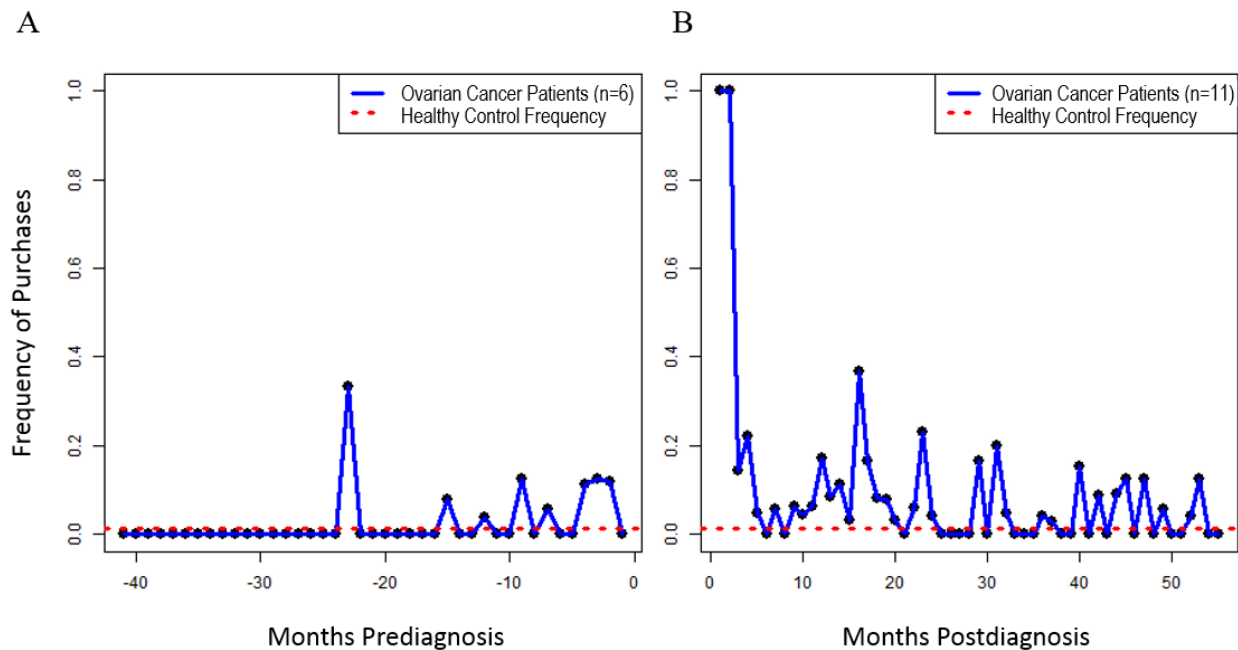 A
B
Ovarian Cancer Patients (n=6)
Healthy Control Frequency
Ovarian Cancer Patients (n=11)
Healthy Control Frequency
Frequency of Purchases
1.0
0.8
0.6
0.4
0.2
0.0
-40 -30 -20 -10 0
Months Prediagnosis
1.0
0.8
0.6
0.4
0.2
0.0
0 10 20 30 40 50
Months Postdiagnosis